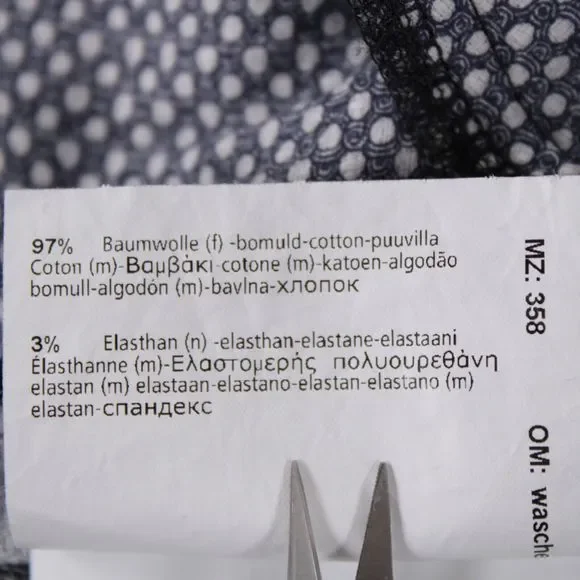 97% Baumwolle (f) -bomuld-cotton-puuvilla
Coton (m)-Βαμβάκι-cotone (m)-katoen-algodão
bomull-algodón (m)-bavlna-хлопок
3% Elasthan (n) -elasthan-elastane-elastaani
Élasthanne (m)-Ελαστομερής πολυουρεθάνη
elastan (m) elastaan-elastano-elastan-elastano (m)
elastan-спандекс
MZ: 358
OM: wasche